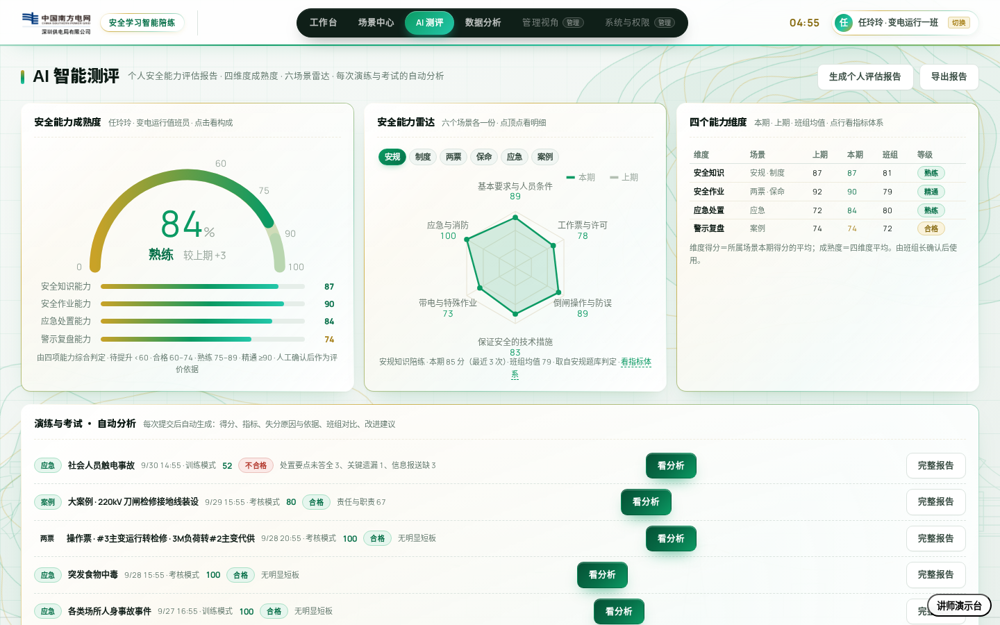 中国南方电网
CHINA SOUTHERN POWER GRID
深圳供电局有限公司
安全学习智能陪练
工作台 场景中心 AI 测评 数据分析 管理视角 管理 系统与权限 管理
04:55 任 任玲玲 · 变电运行一班 切换
AI 智能测评 个人安全能力评估报告 · 四维度成熟度 · 六场景雷达 · 每次演练与考试的自动分析
生成个人评估报告 导出报告
安全能力成熟度 任玲玲 · 变电运行值班员 · 点击看构成
60
75
90
0
100
84%
熟练 较上期 +3
安全知识能力 87
安全作业能力 90
应急处置能力 84
警示复盘能力 74
由四项能力综合判定 · 待提升 <60 · 合格 60–74 · 熟练 75–89 · 精通 ≥90 · 人工确认后作为评
价依据
安全能力雷达 六个场景各一份 · 点顶点看明细
安规 制度 两票 保命 应急 案例
本期 上期
基本要求与人员条件
89
应急与消防
100
工作票与许可
78
带电与特殊作业
73
倒闸操作与防误
89
保证安全的技术措施
83
安规知识陪练 · 本期 85 分（最近 3 次）· 班组均值 79 · 取自安规题库判定 · 看指标体
系
四个能力维度 本期 · 上期 · 班组均值 · 点行看指标体系
维度 场景 上期 本期 班组 等级
安全知识 安规 · 制度 87 87 81 熟练
安全作业 两票 · 保命 92 90 79 精通
应急处置 应急 72 84 80 熟练
警示复盘 案例 74 74 72 合格
维度得分＝所属场景本期得分的平均；成熟度＝四维度平均。由班组长确认后使
用。
演练与考试 · 自动分析 每次提交后自动生成：得分、指标、失分原因与依据、班组对比、改进建议
应急 社会人员触电事故 9/30 14:55 · 训练模式 52 不合格 处置要点未答全 3、关键遗漏 1、信息报送缺 3 看分析 完整报告
案例 大案例 · 220kV 刀闸检修接地线装设 9/29 15:55 · 考核模式 80 合格 责任与职责 67 看分析 完整报告
两票 操作票 · #3主变运行转检修 · 3M负荷转#2主变代供 9/28 20:55 · 考核模式 100 合格 无明显短板 看分析 完整报告
应急 突发食物中毒 9/28 15:55 · 考核模式 100 合格 无明显短板 看分析 完整报告
应急 各类场所人身事故事件 9/27 16:55 · 训练模式 100 合格 无明显短板 看分析 完
讲师演示台